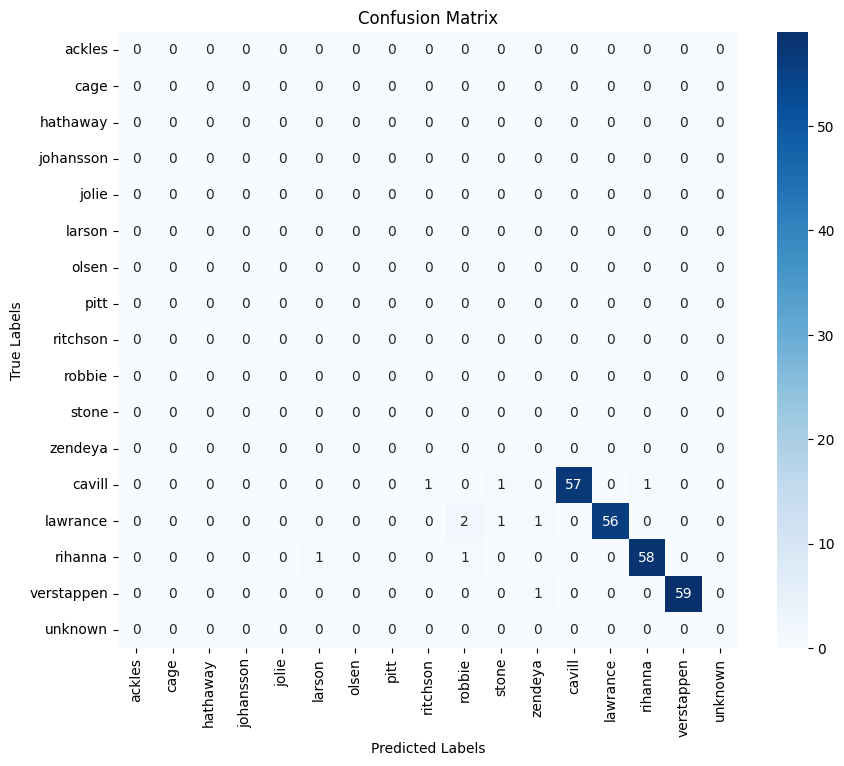 Confusion Matrix
ackles 0 0 0 0 0 0 0 0 0 0 0 0 0 0 0 0 0
cage 0 0 0 0 0 0 0 0 0 0 0 0 0 0 0 0 0
hathaway 0 0 0 0 0 0 0 0 0 0 0 0 0 0 0 0 0
johansson 0 0 0 0 0 0 0 0 0 0 0 0 0 0 0 0 0
jolie 0 0 0 0 0 0 0 0 0 0 0 0 0 0 0 0 0
larson 0 0 0 0 0 0 0 0 0 0 0 0 0 0 0 0 0
olsen 0 0 0 0 0 0 0 0 0 0 0 0 0 0 0 0 0
pitt 0 0 0 0 0 0 0 0 0 0 0 0 0 0 0 0 0
ritchson 0 0 0 0 0 0 0 0 0 0 0 0 0 0 0 0 0
robbie 0 0 0 0 0 0 0 0 0 0 0 0 0 0 0 0 0
stone 0 0 0 0 0 0 0 0 0 0 0 0 0 0 0 0 0
zendeya 0 0 0 0 0 0 0 0 0 0 0 0 0 0 0 0 0
cavill 0 0 0 0 0 0 0 0 1 0 1 0 57 0 1 0 0
lawrance 0 0 0 0 0 0 0 0 0 2 1 1 0 56 0 0 0
rihanna 0 0 0 0 0 1 0 0 0 1 0 0 0 0 58 0 0
verstappen 0 0 0 0 0 0 0 0 0 0 0 1 0 0 0 59 0
unknown 0 0 0 0 0 0 0 0 0 0 0 0 0 0 0 0 0
ackles cage hathaway johansson jolie larson olsen pitt ritchson robbie stone zendeya cavill lawrance rihanna verstappen unknown
Predicted Labels
True Labels
50
40
30
20
10
0